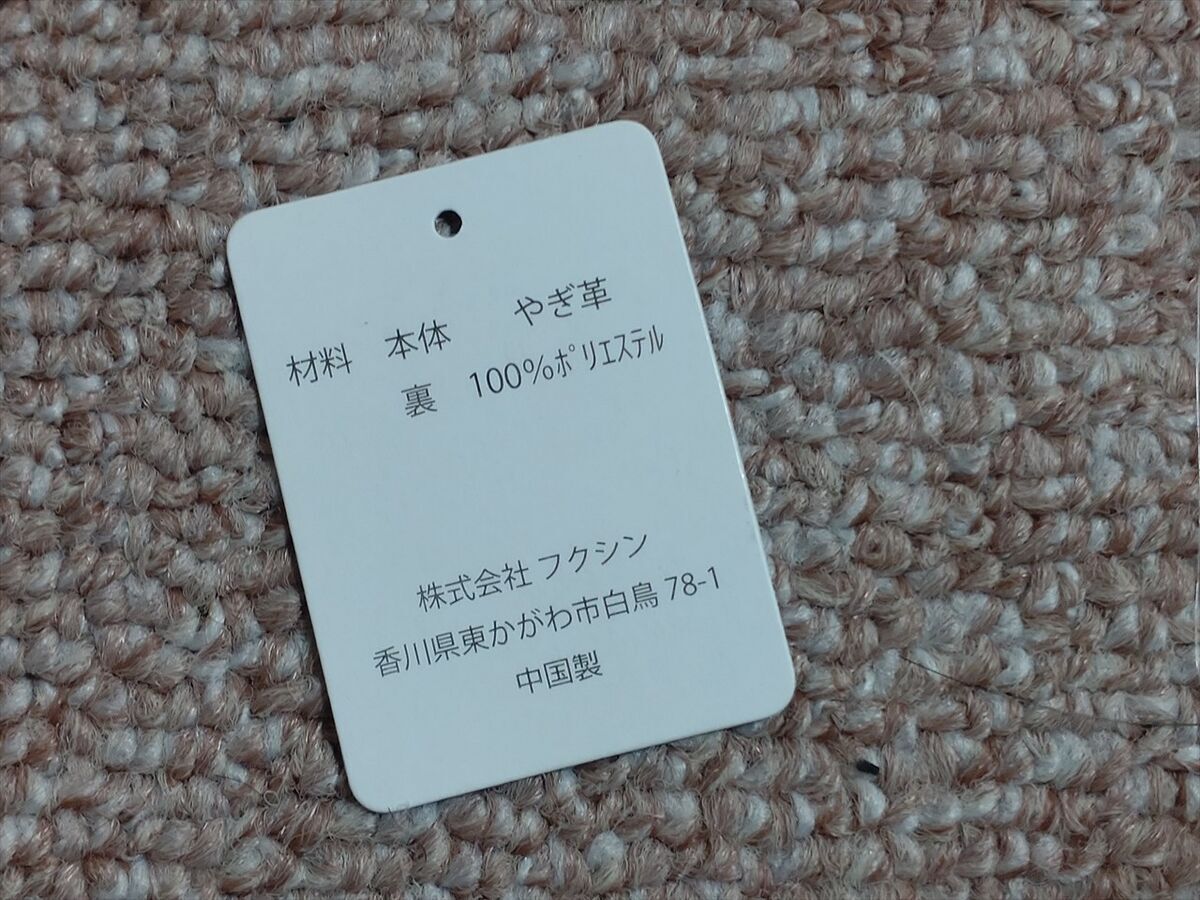 材料　本体　　やぎ革
裏　100%ﾎﾟﾘｴｽﾃﾙ
株式会社 フクシン
香川県東かがわ市白鳥 78-1
中国製